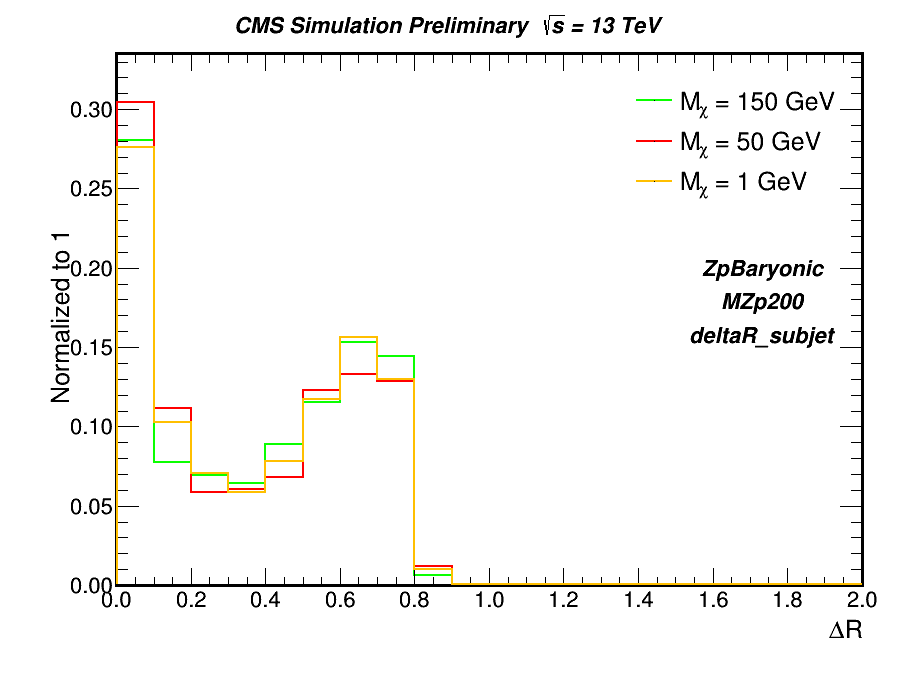 CMS Simulation Preliminary √s = 13 TeV
Mχ = 150 GeV
Mχ = 50 GeV
Mχ = 1 GeV
ZpBaryonic
MZp200
deltaR_subjet
Normalized to 1
0.30
0.25
0.20
0.15
0.10
0.05
0.00
0.0 0.2 0.4 0.6 0.8 1.0 1.2 1.4 1.6 1.8 2.0
ΔR